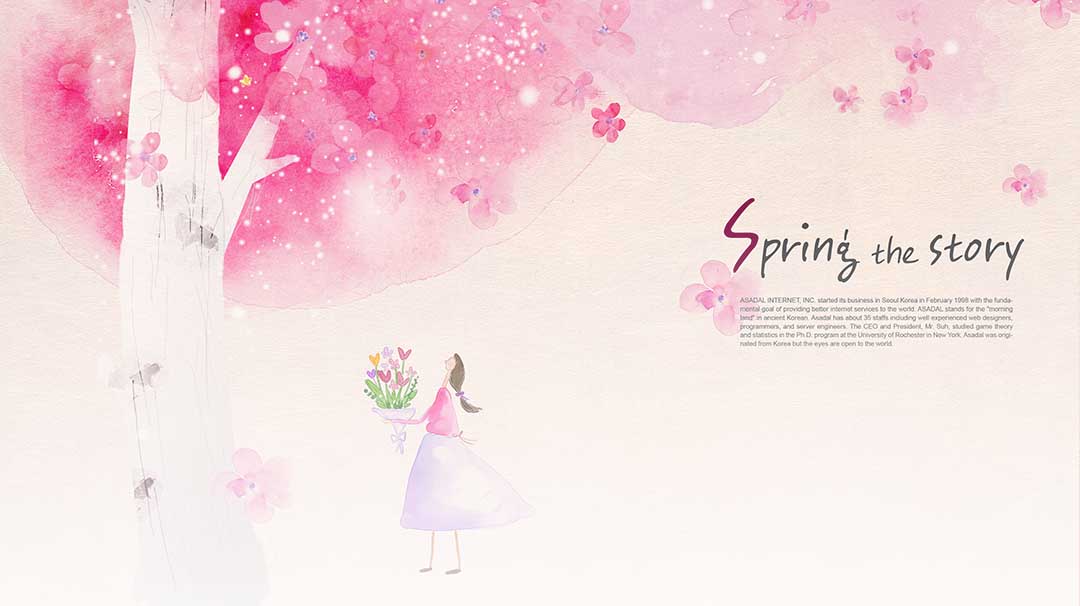 Spring the story
ASADAL INTERNET, INC. started its business in Seoul Korea in February 1998 with the funda-
mental goal of providing better internet services to the world. ASADAL stands for the "morning
land" in ancient Korean. Asadal has about 35 staffs including well experienced web designers,
programmers, and server engineers. The CEO and President, Mr. Suh, studied game theory
and statistics in the Ph.D. program at the University of Rochester in New York. Asadal was origi-
nated from Korea but the eyes are open to the world.